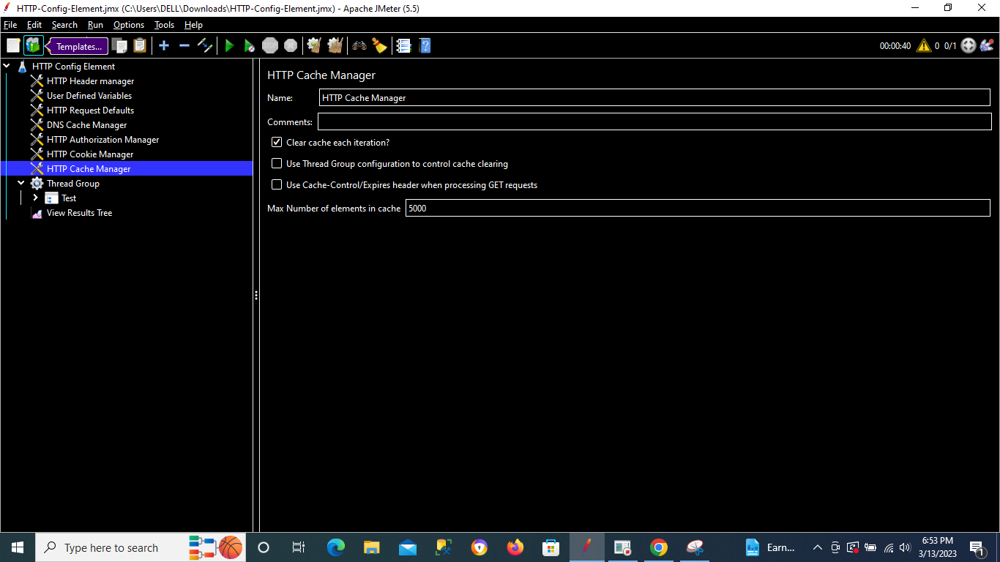 HTTP-Config-Element.jmx (C:\Users\DELL\Downloads\HTTP-Config-Element.jmx) - Apache JMeter (5.5)
File Edit Search Run Options Tools Help
Templates... 00:00:40 0 0/1
HTTP Config Element
HTTP Header manager
User Defined Variables
HTTP Request Defaults
DNS Cache Manager
HTTP Authorization Manager
HTTP Cookie Manager
HTTP Cache Manager
Thread Group
Test
View Results Tree
HTTP Cache Manager
Name: HTTP Cache Manager
Comments:
Clear cache each iteration?
Use Thread Group configuration to control cache clearing
Use Cache-Control/Expires header when processing GET requests
Max Number of elements in cache 5000
Type here to search
Earn...
6:53 PM
3/13/2023
1